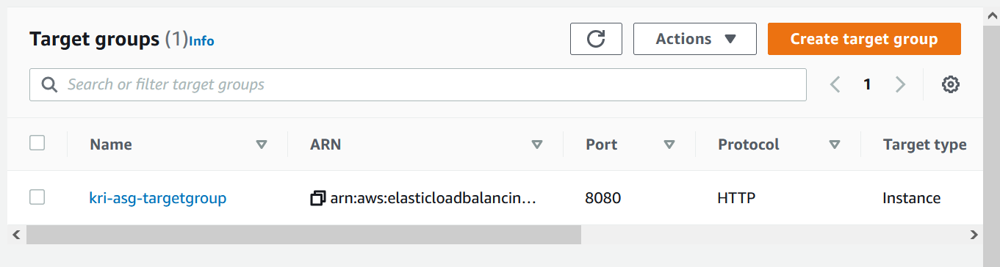 Target groups (1) Info
Actions
Create target group
Search or filter target groups
1
Name ARN Port Protocol Target type
kri-asg-targetgroup arn:aws:elasticloadbalancin... 8080 HTTP Instance